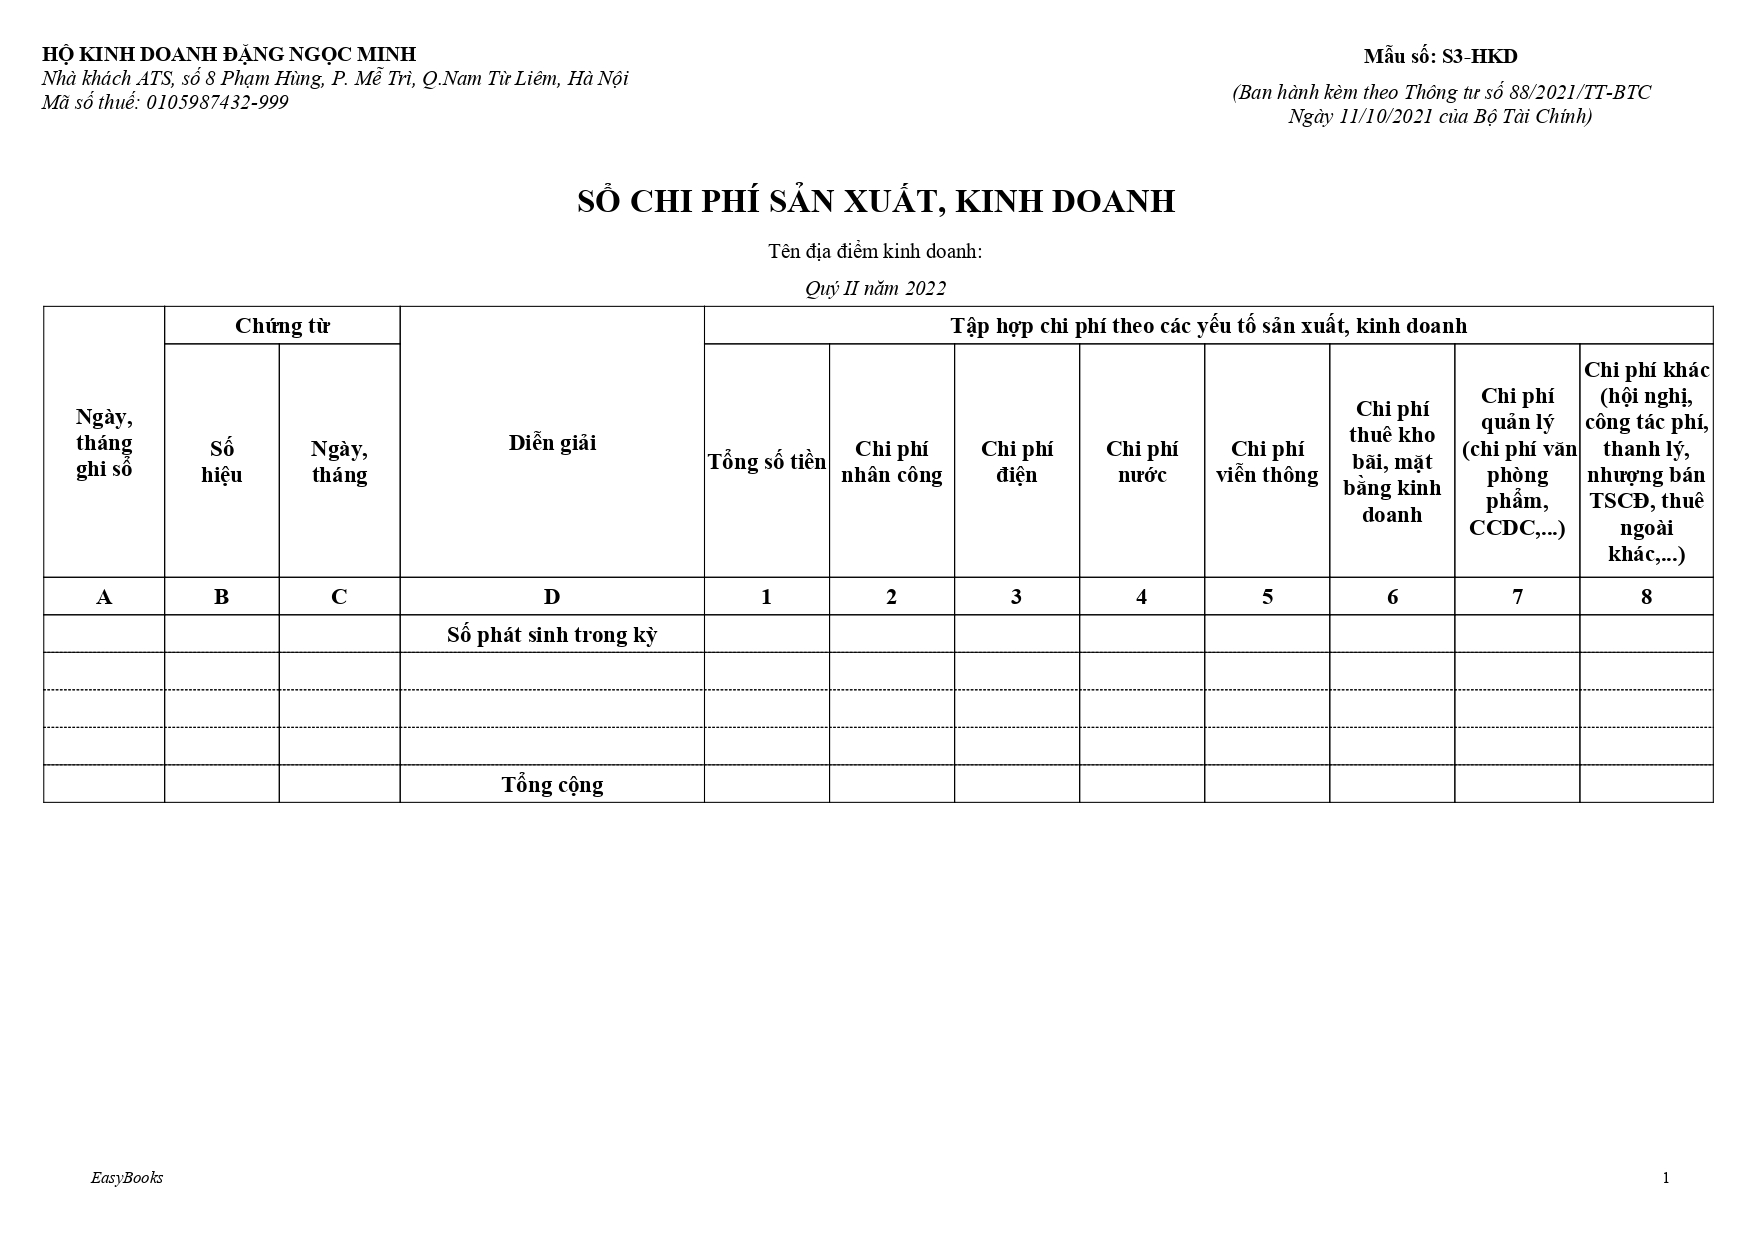 HỘ KINH DOANH ĐẶNG NGỌC MINH
Nhà khách ATS, số 8 Phạm Hùng, P. Mễ Trì, Q.Nam Từ Liêm, Hà Nội
Mã số thuế: 0105987432-999
Mẫu số: S3-HKD
(Ban hành kèm theo Thông tư số 88/2021/TT-BTC
Ngày 11/10/2021 của Bộ Tài Chính)
SỔ CHI PHÍ SẢN XUẤT, KINH DOANH
Tên địa điểm kinh doanh:
Quý II năm 2022
Ngày,
tháng
ghi sổ
Chứng từ
Số
hiệu
Ngày,
tháng
Diễn giải
Tập hợp chi phí theo các yếu tố sản xuất, kinh doanh
Tổng số tiền
Chi phí
nhân công
Chi phí
điện
Chi phí
nước
Chi phí
viễn thông
Chi phí
thuê kho
bãi, mặt
bằng kinh
doanh
Chi phí
quản lý
(chi phí văn
phòng
phẩm,
CCDC,...)
Chi phí khác
(hội nghị,
công tác phí,
thanh lý,
nhượng bán
TSCĐ, thuê
ngoài
khác,...)
A B C D 1 2 3 4 5 6 7 8
Số phát sinh trong kỳ
Tổng cộng
EasyBooks 1